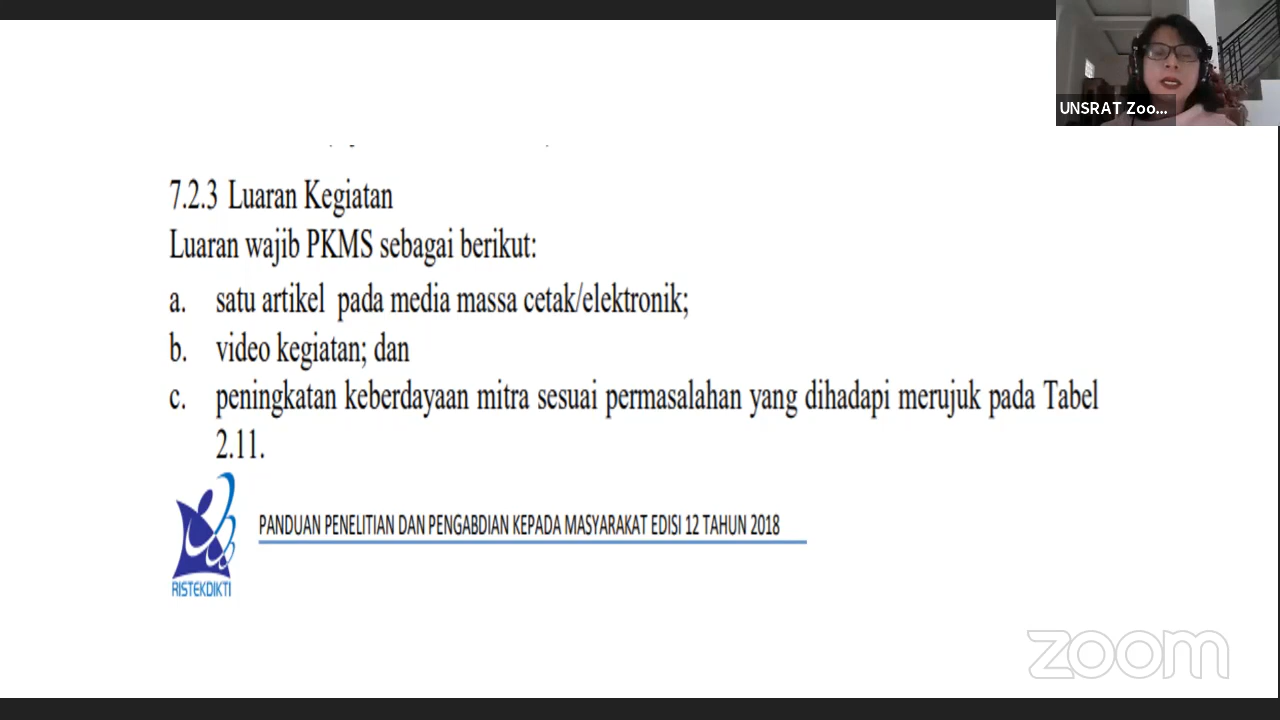 UNSRAT Zoo...
7.2.3 Luaran Kegiatan
Luaran wajib PKMS sebagai berikut:
a. satu artikel pada media massa cetak/elektronik;
b. video kegiatan; dan
c. peningkatan keberdayaan mitra sesuai permasalahan yang dihadapi merujuk pada Tabel
2.11.
PANDUAN PENELITIAN DAN PENGABDIAN KEPADA MASYARAKAT EDISI 12 TAHUN 2018
RISTEKDIKTI
zoom